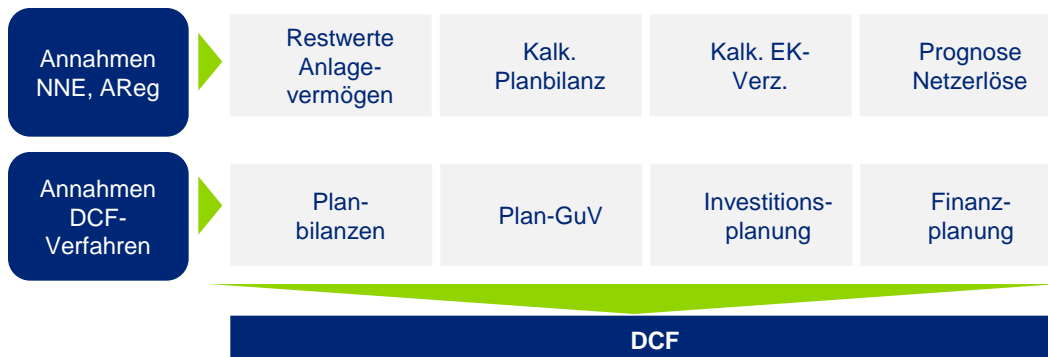 Annahmen
NNE, AReg
Restwerte
Anlage-
vermögen
Kalk.
Planbilanz
Kalk. EK-
Verz.
Prognose
Netzerlöse
Annahmen
DCF-
Verfahren
Plan-
bilanzen
Plan-GuV
Investitions-
planung
Finanz-
planung
DCF